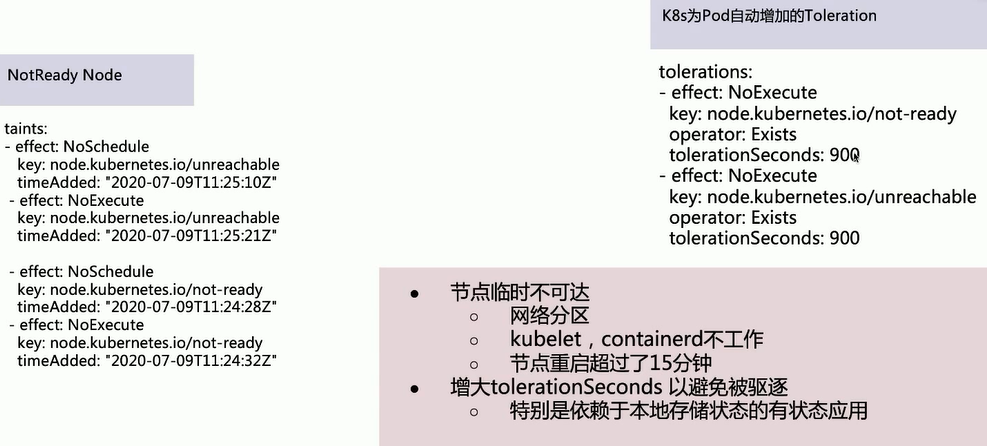 NotReady Node
taints:
- effect: NoSchedule
key: node.kubernetes.io/unreachable
timeAdded: "2020-07-09T11:25:10Z"
- effect: NoExecute
key: node.kubernetes.io/unreachable
timeAdded: "2020-07-09T11:25:21Z"
- effect: NoSchedule
key: node.kubernetes.io/not-ready
timeAdded: "2020-07-09T11:24:28Z"
- effect: NoExecute
key: node.kubernetes.io/not-ready
timeAdded: "2020-07-09T11:24:32Z"
K8s为Pod自动增加的Toleration
tolerations:
- effect: NoExecute
key: node.kubernetes.io/not-ready
operator: Exists
tolerationSeconds: 900
- effect: NoExecute
key: node.kubernetes.io/unreachable
operator: Exists
tolerationSeconds: 900
• 节点临时不可达
○ 网络分区
○ kubelet，containerd不工作
○ 节点重启超过了15分钟
• 增大tolerationSeconds 以避免被驱逐
○ 特别是依赖于本地存储状态的有状态应用